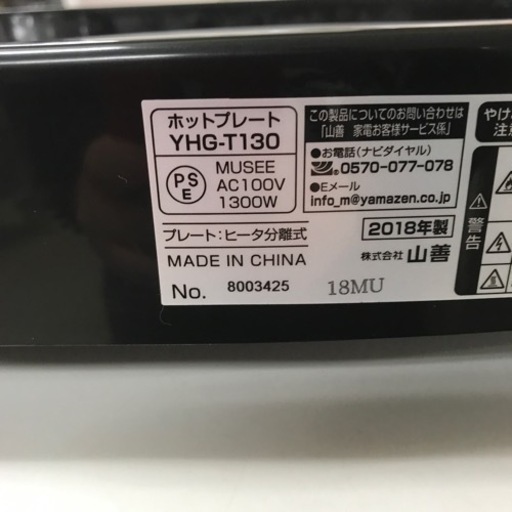 ホットプレート
YHG-T130
PS
E
MUSEE
AC100V
1300W
プレート:ヒータ分離式
MADE IN CHINA
No. 8003425
18MU
この製品についてのお問い合わせは
「山善 家電お客様サービス係」
●お電話(ナビダイヤル)
0570-077-078
●Eメール
info_m@yamazen.co.jp
2018年製
株式会社 山善
警告